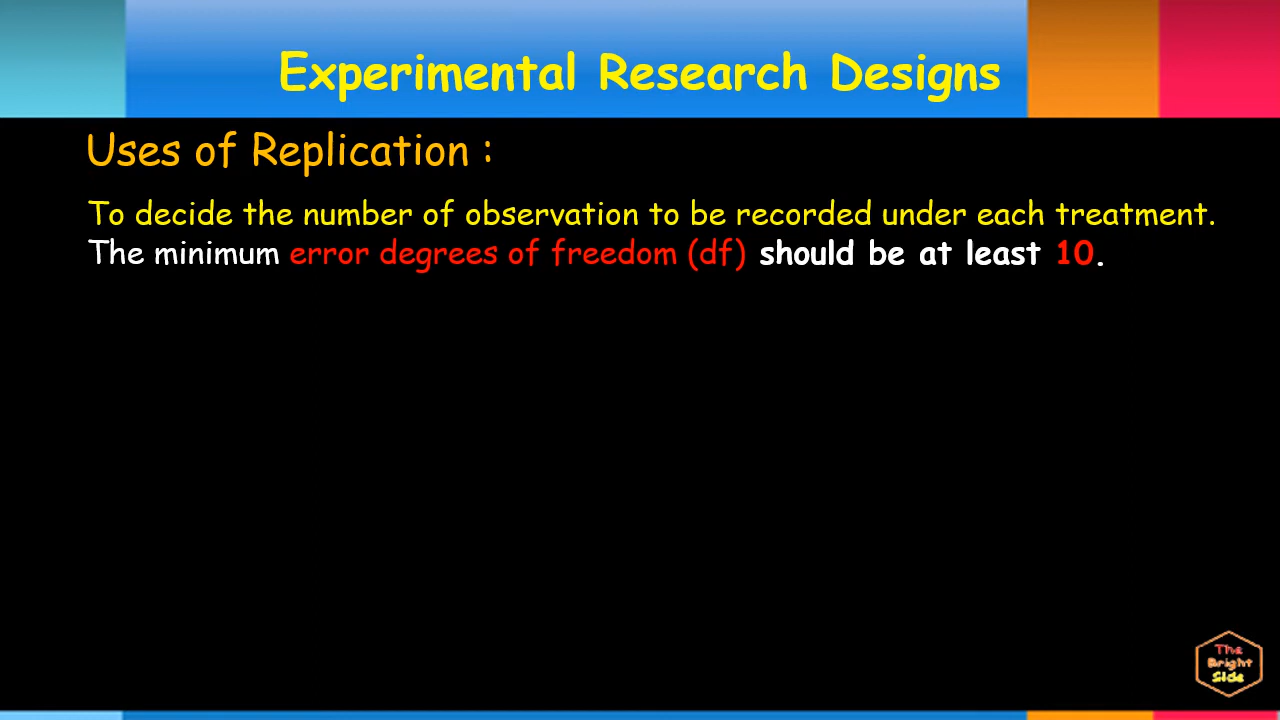 Experimental Research Designs
Uses of Replication :
To decide the number of observation to be recorded under each treatment.
The minimum error degrees of freedom (df) should be at least 10.
The
Bright
Side